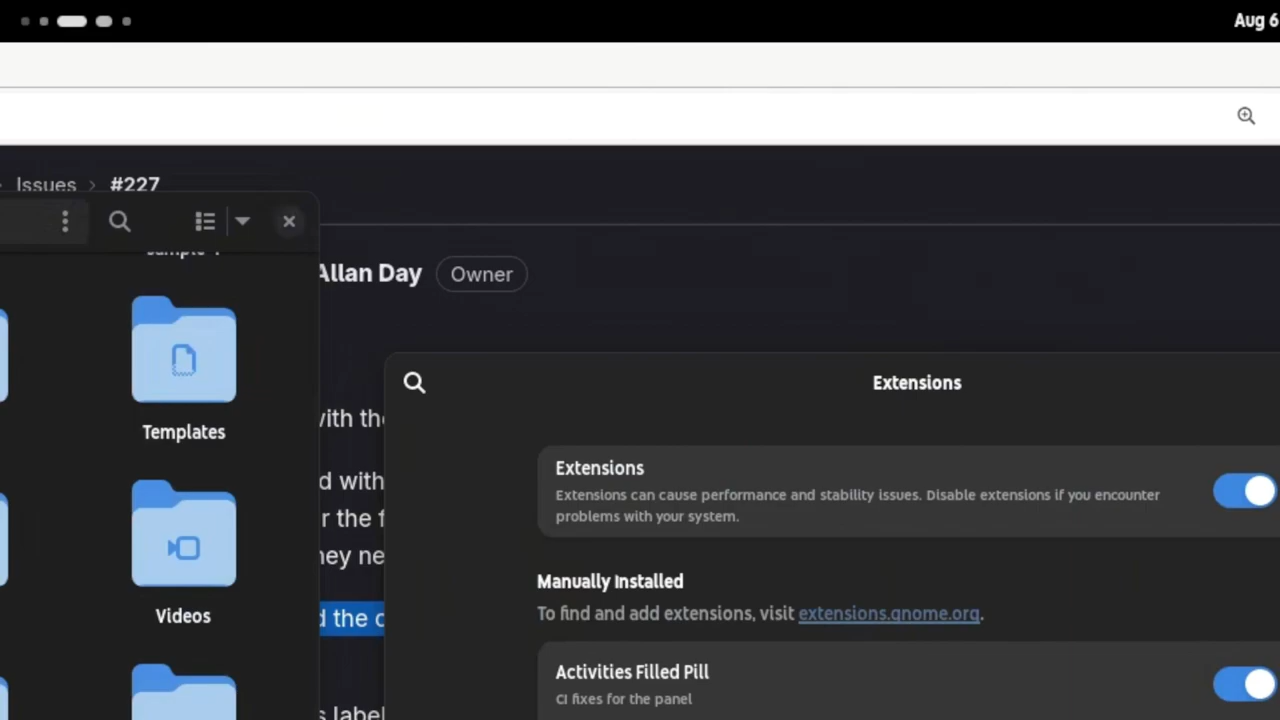 Aug 6
Issues › #227
Allan Day Owner
Templates
Videos
with the
d with
r the f
hey ne
d the c
s label
Extensions
Extensions
Extensions can cause performance and stability issues. Disable extensions if you encounter
problems with your system.
Manually Installed
To find and add extensions, visit extensions.gnome.org.
Activities Filled Pill
CI fixes for the panel